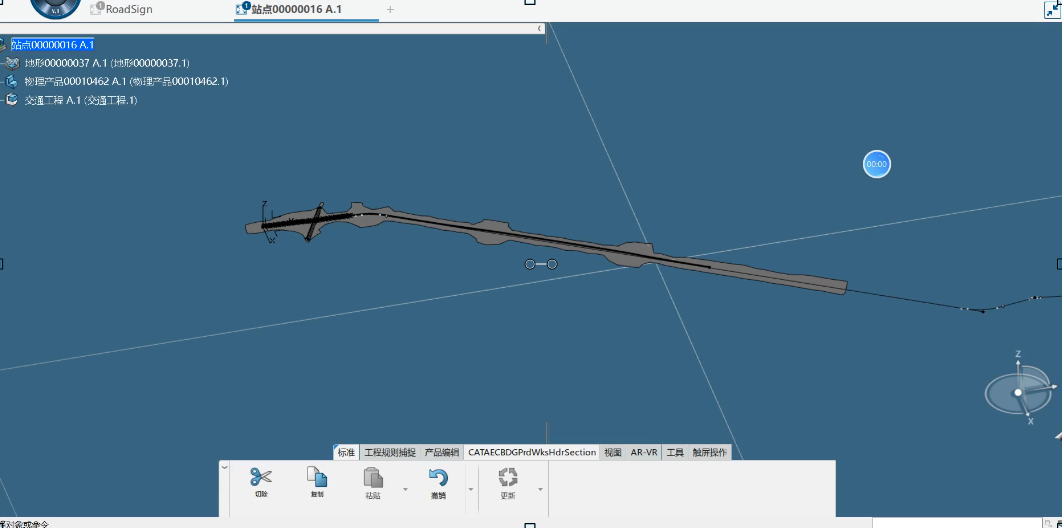 V.R
1 RoadSign
1 站点00000016 A.1
站点00000016 A.1
地形00000037 A.1 (地形00000037.1)
物理产品00010462 A.1 (物理产品00010462.1)
交通工程 A.1 (交通工程.1)
00:00
Z
X
Z
X
标准 工程规则捕捉 产品编辑 CATAECBDGPrdWksHdrSection 视图 AR-VR 工具 触屏操作
切除 复制 粘贴 撤销 更新
择对象或命令